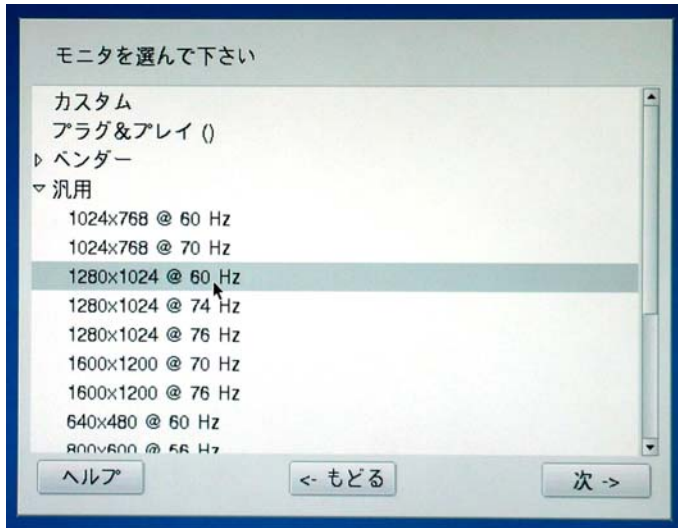 モニタを選んで下さい
カスタム
プラグ&プレイ ()
ベンダー
汎用
1024x768 @ 60 Hz
1024x768 @ 70 Hz
1280x1024 @ 60 Hz
1280x1024 @ 74 Hz
1280x1024 @ 76 Hz
1600x1200 @ 70 Hz
1600x1200 @ 76 Hz
640x480 @ 60 Hz
800x600 @ 56 Hz
ヘルプ
<- もどる
次 ->